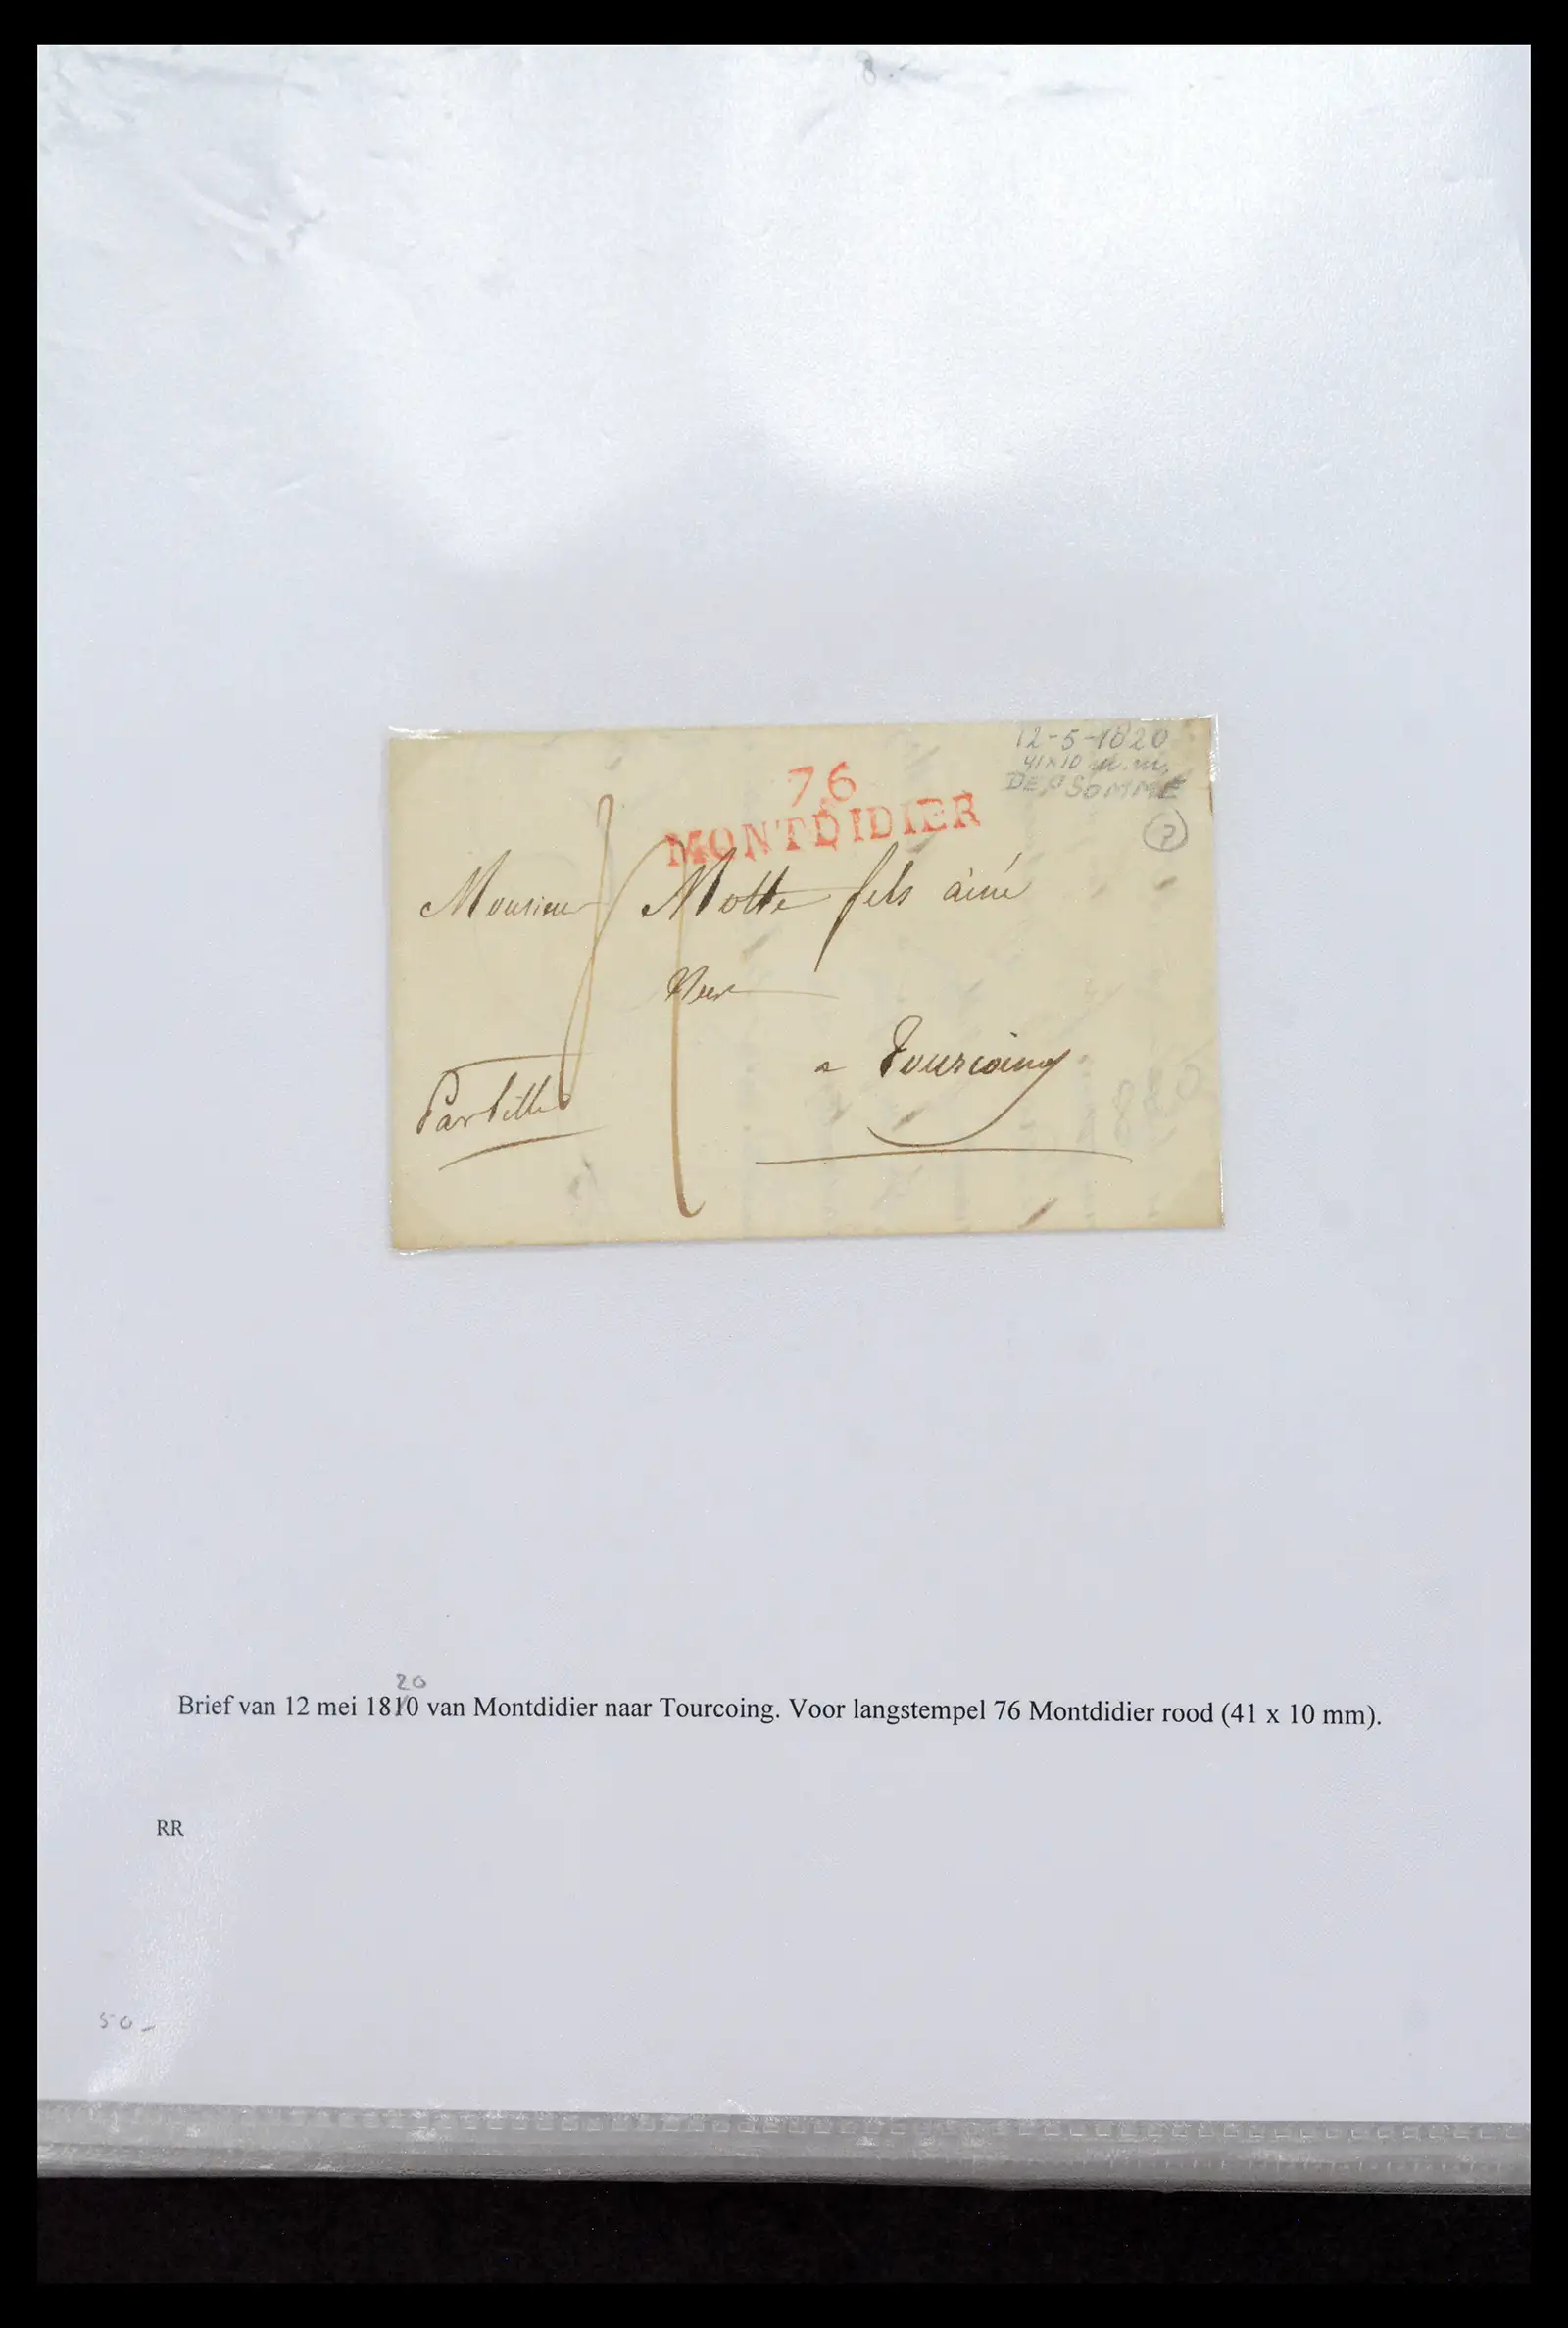 8.-
12-5-1820
41x10 m.m.
DEP SOMME
76
MONTDIDIER
Monsieur Motte fils ainé
a Tourcoing
Par Lille
20
Brief van 12 mei 1810 van Montdidier naar Tourcoing. Voor langstempel 76 Montdidier rood (41 x 10 mm).
RR
50-